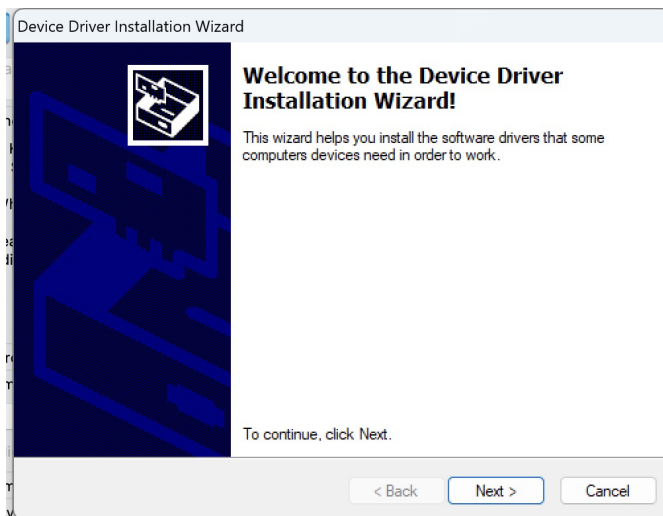 Device Driver Installation Wizard
Welcome to the Device Driver
Installation Wizard!
This wizard helps you install the software drivers that some
computers devices need in order to work.
To continue, click Next.
< Back
Next >
Cancel